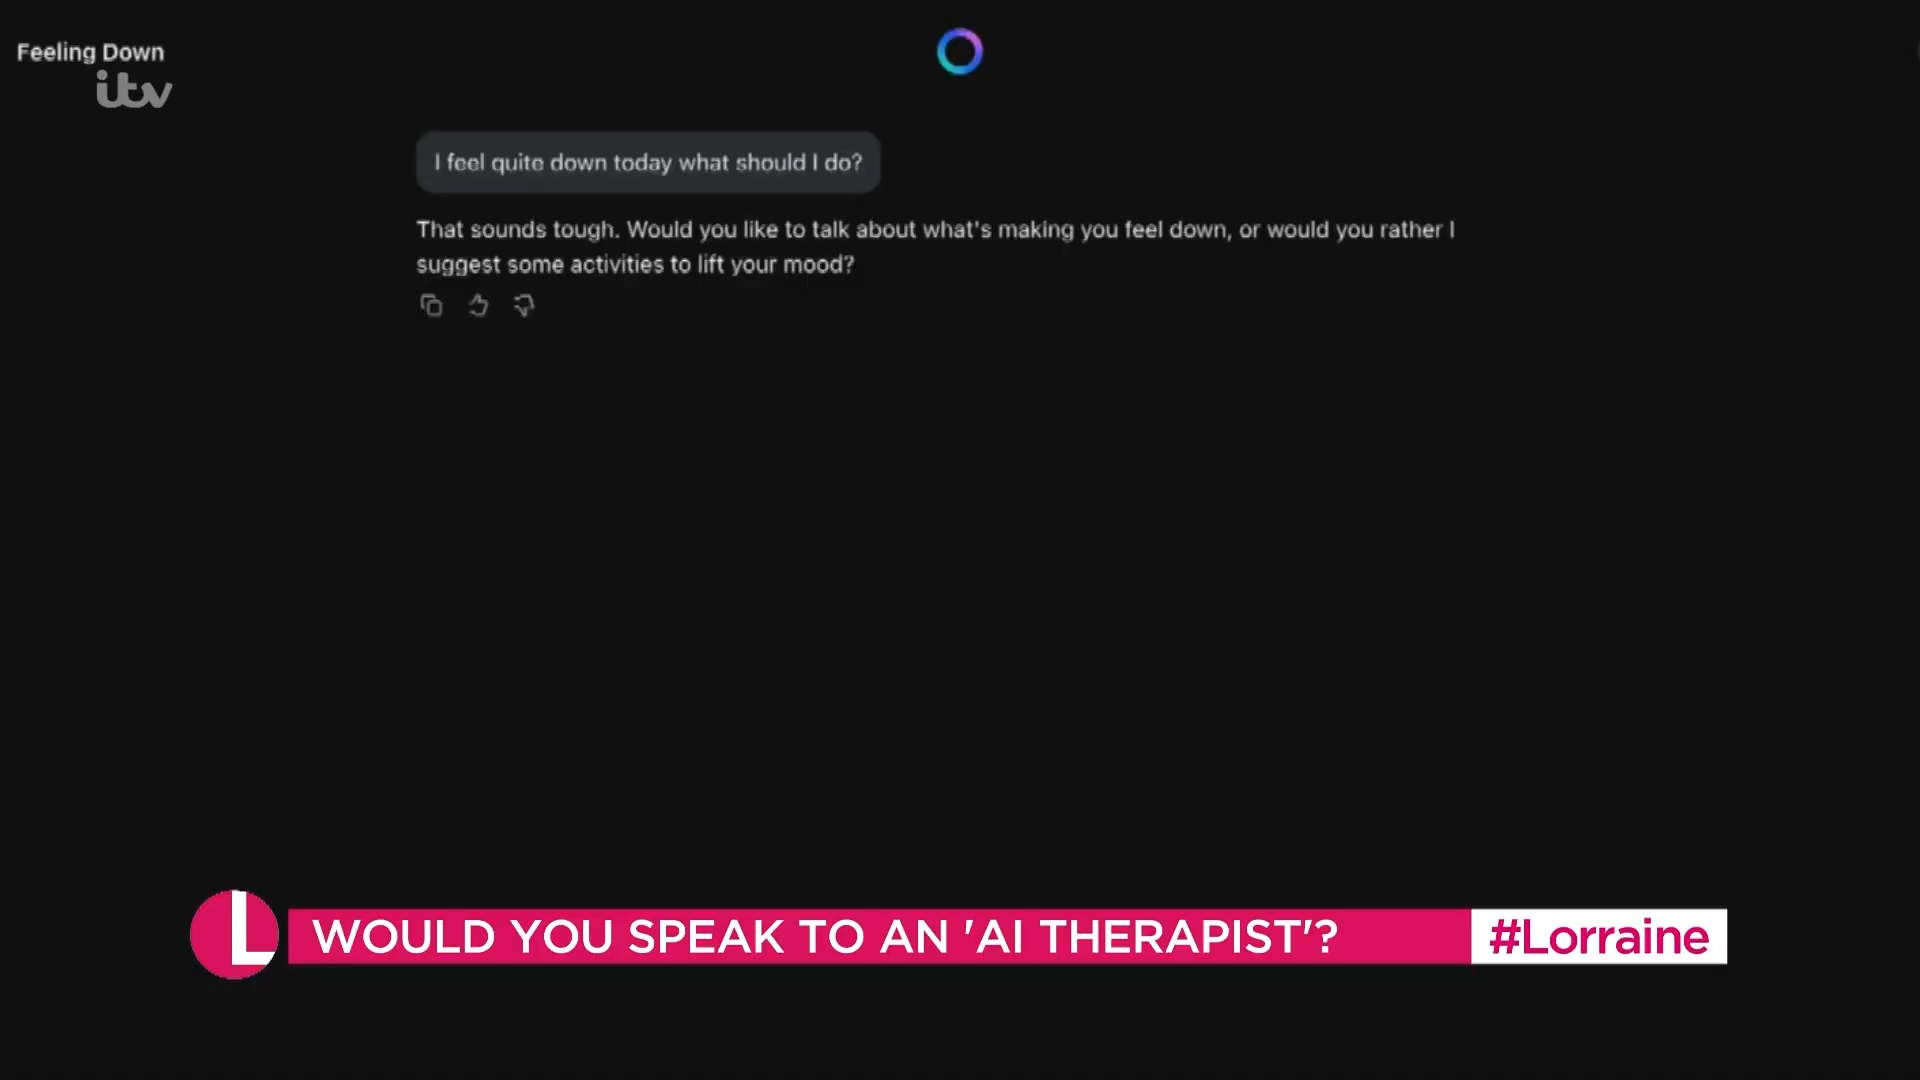 Feeling Down
itv
I feel quite down today what should I do?
That sounds tough. Would you like to talk about what's making you feel down, or would you rather I
suggest some activities to lift your mood?
L WOULD YOU SPEAK TO AN 'AI THERAPIST'? #Lorraine